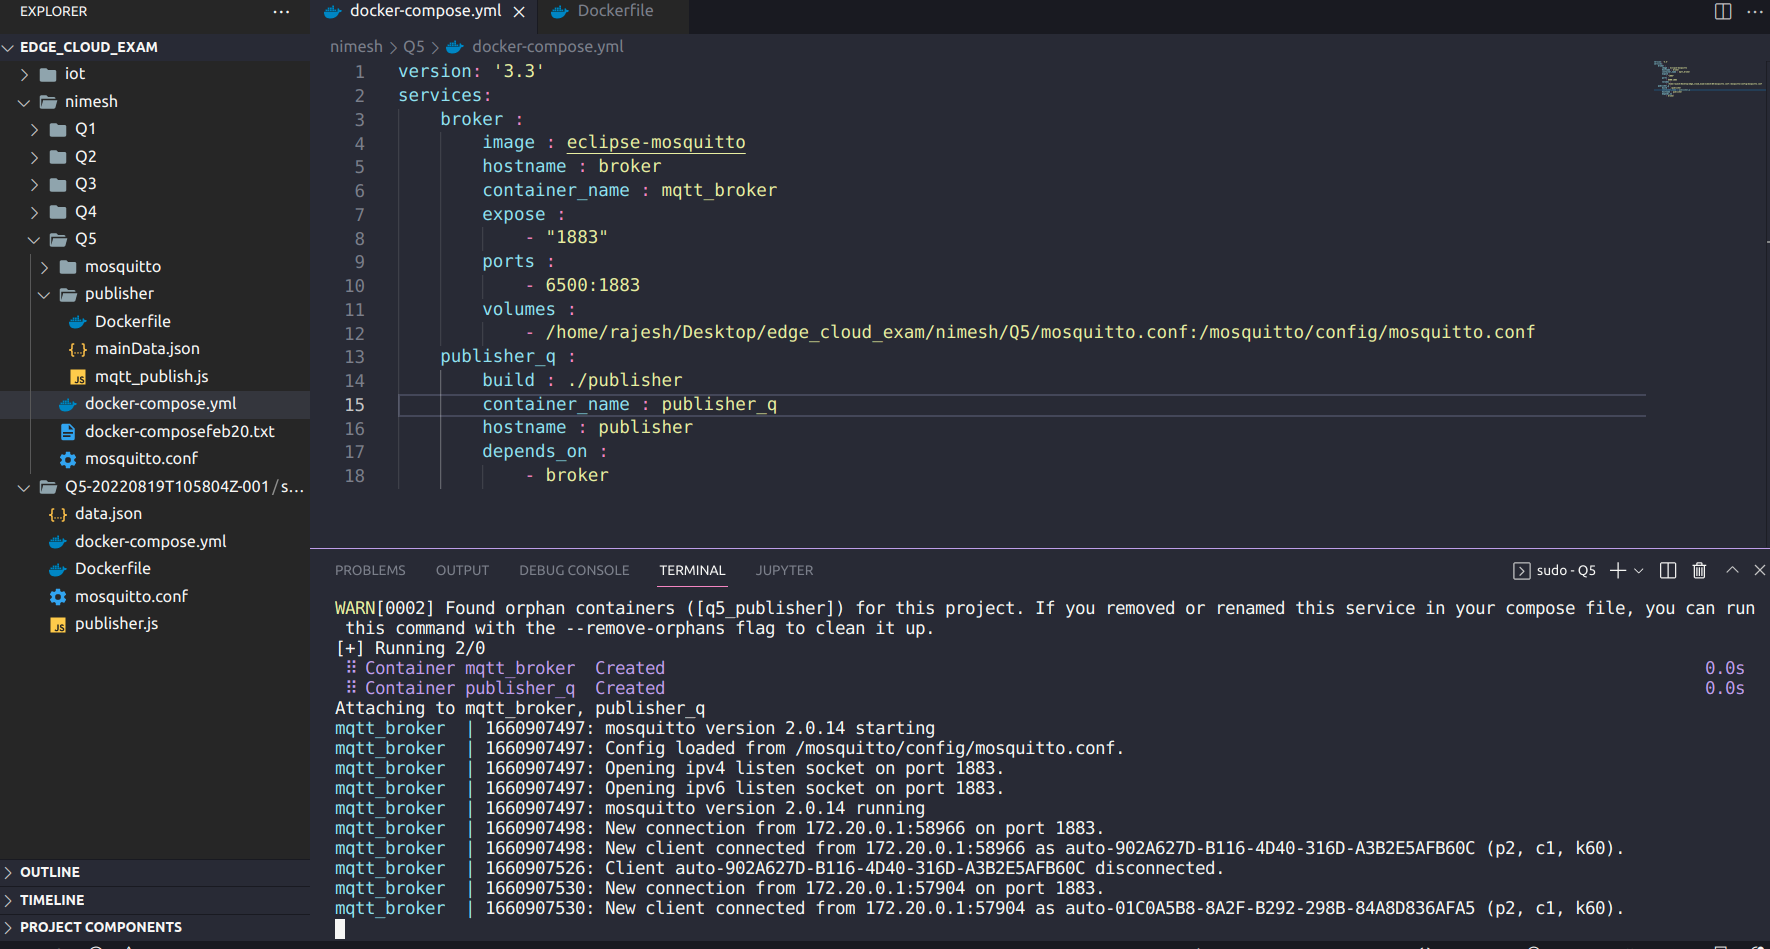 EXPLORER
EDGE_CLOUD_EXAM
iot
nimesh
Q1
Q2
Q3
Q4
Q5
mosquitto
publisher
Dockerfile
mainData.json
mqtt_publish.js
docker-compose.yml
docker-composefeb20.txt
mosquitto.conf
Q5-20220819T105804Z-001/s...
data.json
docker-compose.yml
Dockerfile
mosquitto.conf
publisher.js
OUTLINE
TIMELINE
PROJECT COMPONENTS
docker-compose.yml Dockerfile
nimesh > Q5 > docker-compose.yml
1 version: '3.3'
2 services:
3 broker :
4 image : eclipse-mosquitto
5 hostname : broker
6 container_name : mqtt_broker
7 expose :
8 - "1883"
9 ports :
10 - 6500:1883
11 volumes :
12 - /home/rajesh/Desktop/edge_cloud_exam/nimesh/Q5/mosquitto.conf:/mosquitto/config/mosquitto.conf
13 publisher_q :
14 build : ./publisher
15 container_name : publisher_q
16 hostname : publisher
17 depends_on :
18 - broker
PROBLEMS OUTPUT DEBUG CONSOLE TERMINAL JUPYTER sudo - Q5
WARN[0002] Found orphan containers ([q5_publisher]) for this project. If you removed or renamed this service in your compose file, you can run
this command with the --remove-orphans flag to clean it up.
[+] Running 2/0
⠿ Container mqtt_broker Created 0.0s
⠿ Container publisher_q Created 0.0s
Attaching to mqtt_broker, publisher_q
mqtt_broker | 1660907497: mosquitto version 2.0.14 starting
mqtt_broker | 1660907497: Config loaded from /mosquitto/config/mosquitto.conf.
mqtt_broker | 1660907497: Opening ipv4 listen socket on port 1883.
mqtt_broker | 1660907497: Opening ipv6 listen socket on port 1883.
mqtt_broker | 1660907497: mosquitto version 2.0.14 running
mqtt_broker | 1660907498: New connection from 172.20.0.1:58966 on port 1883.
mqtt_broker | 1660907498: New client connected from 172.20.0.1:58966 as auto-902A627D-B116-4D40-316D-A3B2E5AFB60C (p2, c1, k60).
mqtt_broker | 1660907526: Client auto-902A627D-B116-4D40-316D-A3B2E5AFB60C disconnected.
mqtt_broker | 1660907530: New connection from 172.20.0.1:57904 on port 1883.
mqtt_broker | 1660907530: New client connected from 172.20.0.1:57904 as auto-01C0A5B8-8A2F-B292-298B-84A8D836AFA5 (p2, c1, k60).